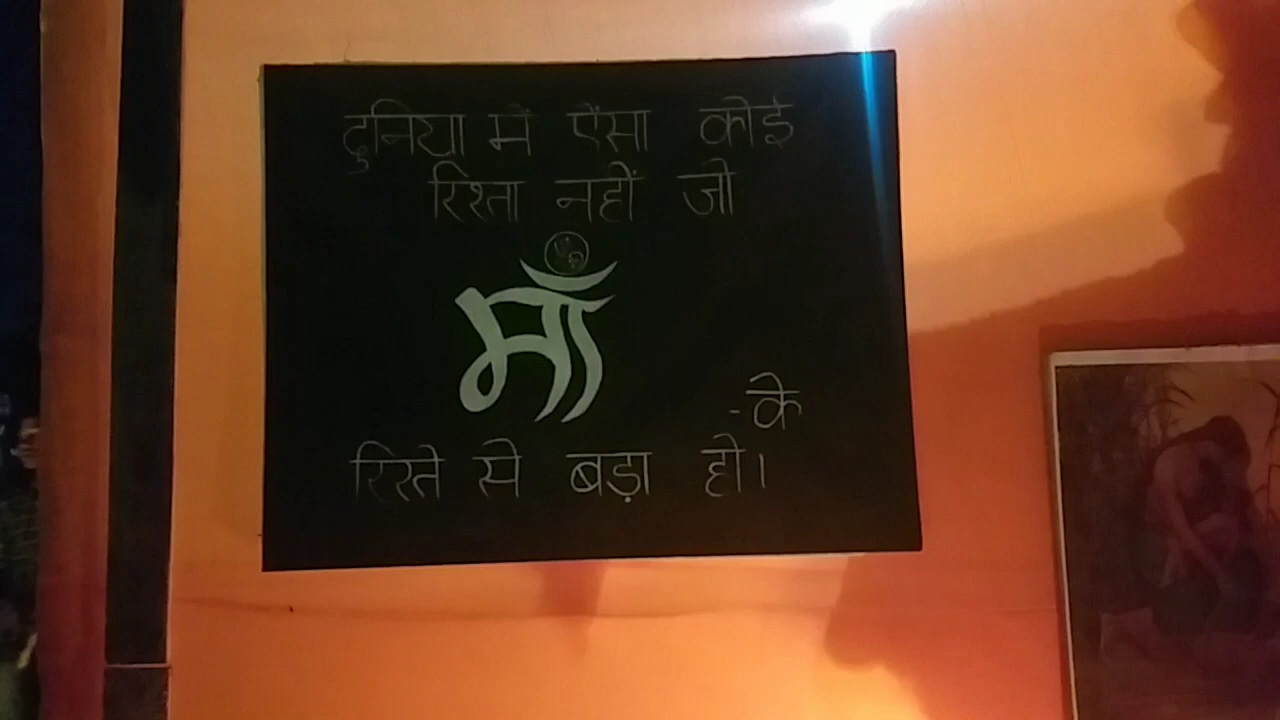 दुनिया में ऐसा कोई
रिश्ता नहीं जो
माँ
-के
रिश्ते से बड़ा हो।